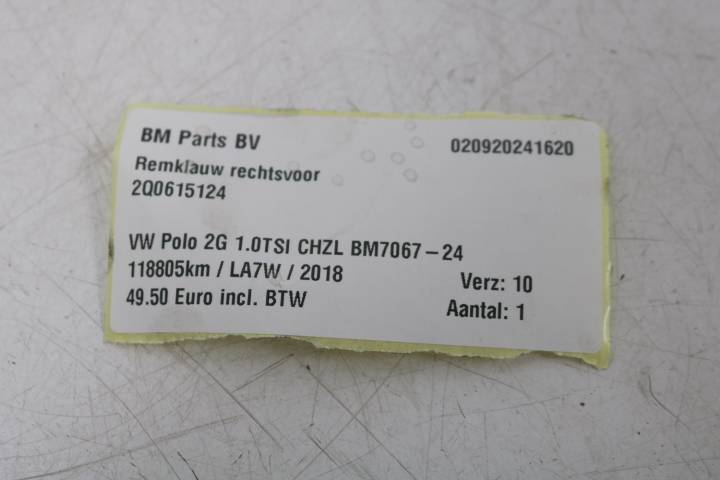 BM Parts BV 020920241620
Remklauw rechtsvoor
2Q0615124
VW Polo 2G 1.0TSI CHZL BM7067-24
118805km / LA7W / 2018 Verz: 10
49.50 Euro incl. BTW Aantal: 1